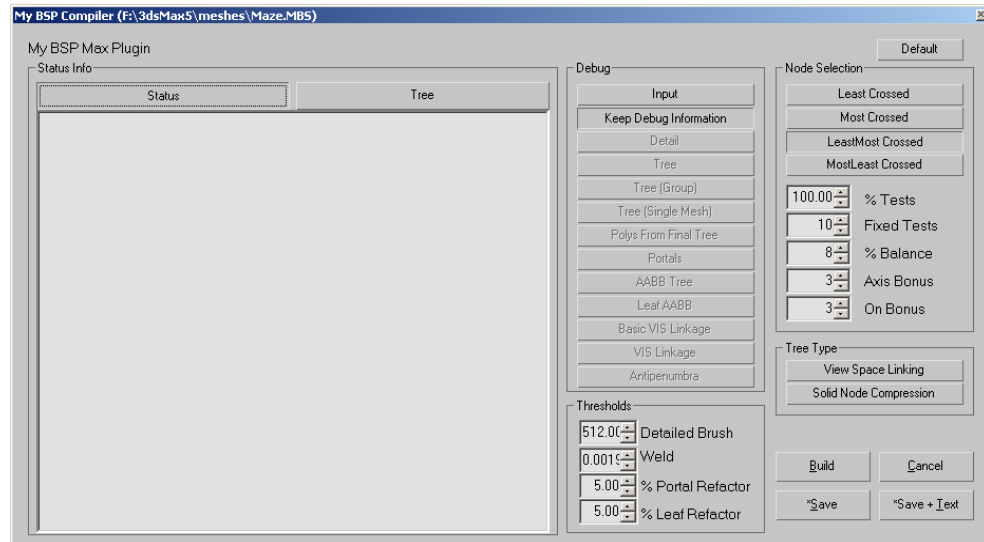 My BSP Compiler (F:\3dsMax5\meshes\Maze.MBS)
My BSP Max Plugin
Default
Status Info
Status
Tree
Debug
Input
Keep Debug Information
Detail
Tree
Tree (Group)
Tree (Single Mesh)
Polys From Final Tree
Portals
AABB Tree
Leaf AABB
Basic VIS Linkage
VIS Linkage
Antipenumbra
Thresholds
512.00 Detailed Brush
0.0019 Weld
5.00 % Portal Refactor
5.00 % Leaf Refactor
Node Selection
Least Crossed
Most Crossed
LeastMost Crossed
MostLeast Crossed
100.00 % Tests
10 Fixed Tests
8 % Balance
3 Axis Bonus
3 On Bonus
Tree Type
View Space Linking
Solid Node Compression
Build
Cancel
*Save
*Save + Text